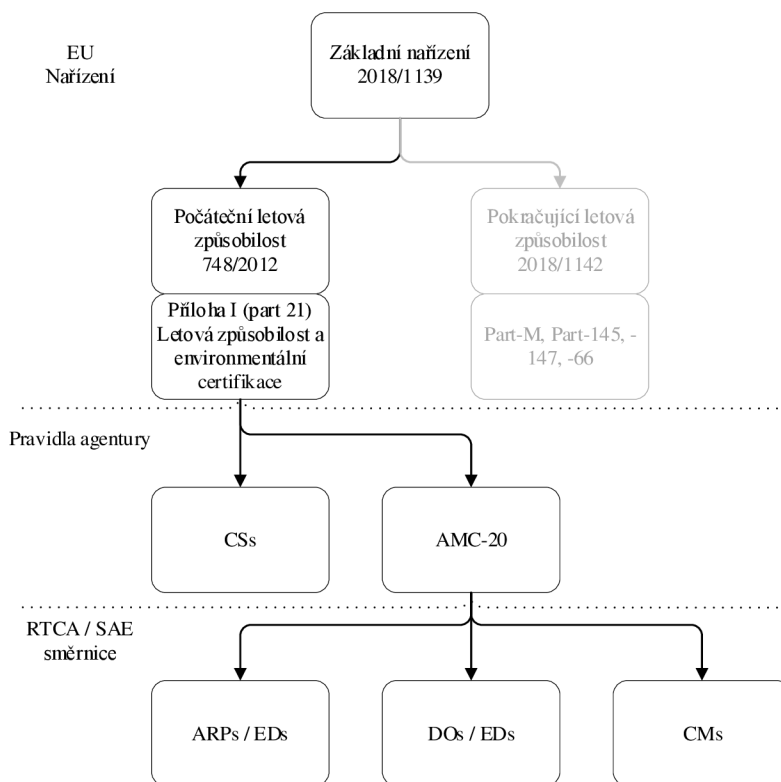 EU
Nařízení
Základní nařízení
2018/1139
Počáteční letová
způsobilost
748/2012
Pokračující letová
způsobilost
2018/1142
Příloha I (part 21)
Letová způsobilost a
environmentální
certifikace
Part-M, Part-145, -
147, -66
Pravidla agentury
CSs
AMC-20
RTCA / SAE
směrnice
ARPs / EDs
DOs / EDs
CMs